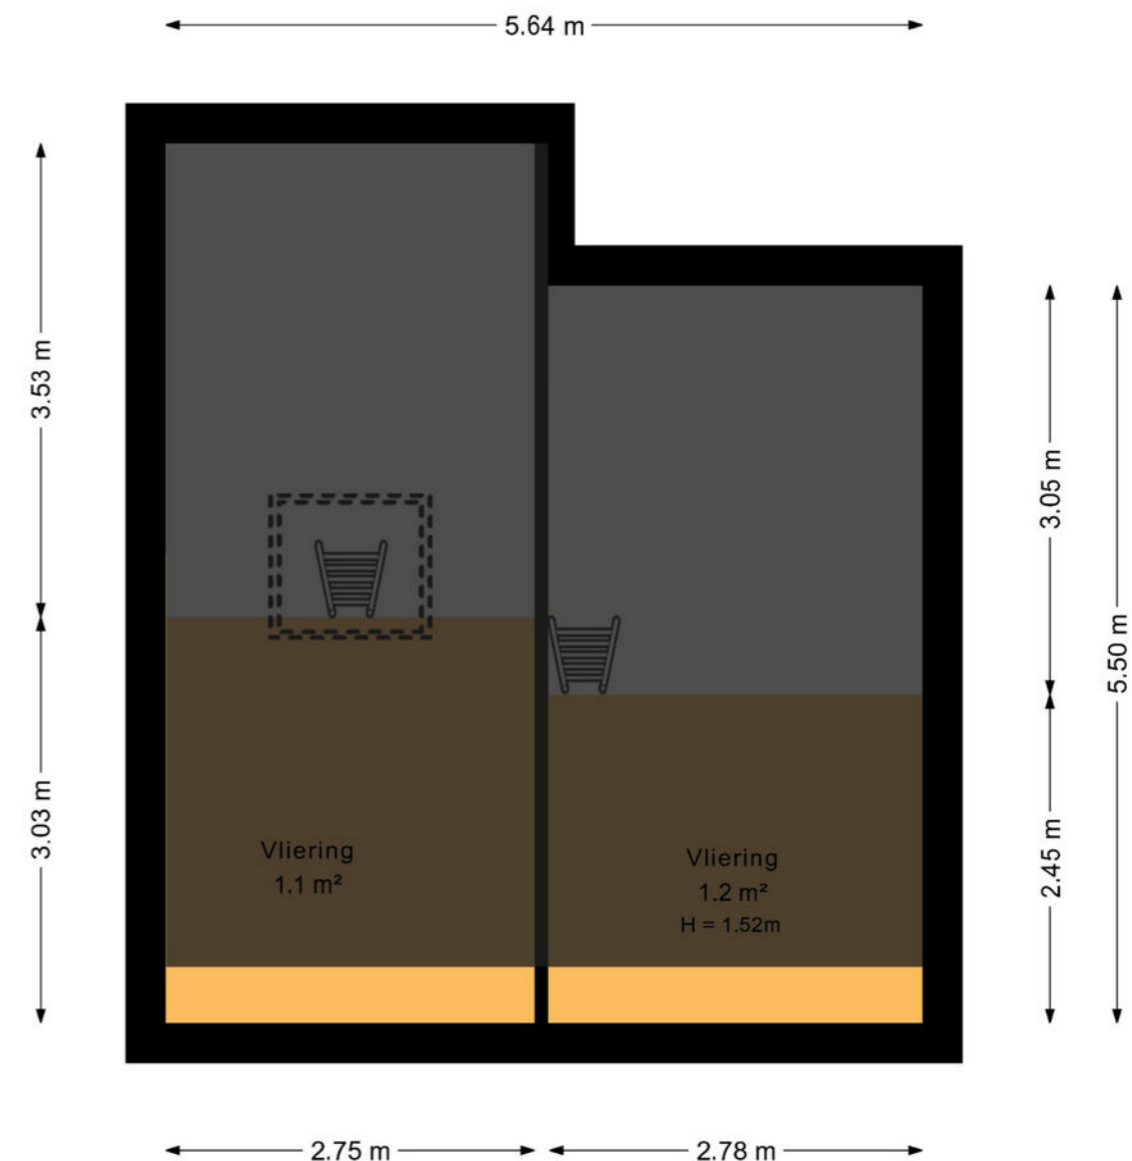 5.64 m
3.53 m
3.05 m
5.50 m
3.03 m
2.45 m
Vliering
1.1 m²
Vliering
1.2 m²
H = 1.52m
2.75 m
2.78 m